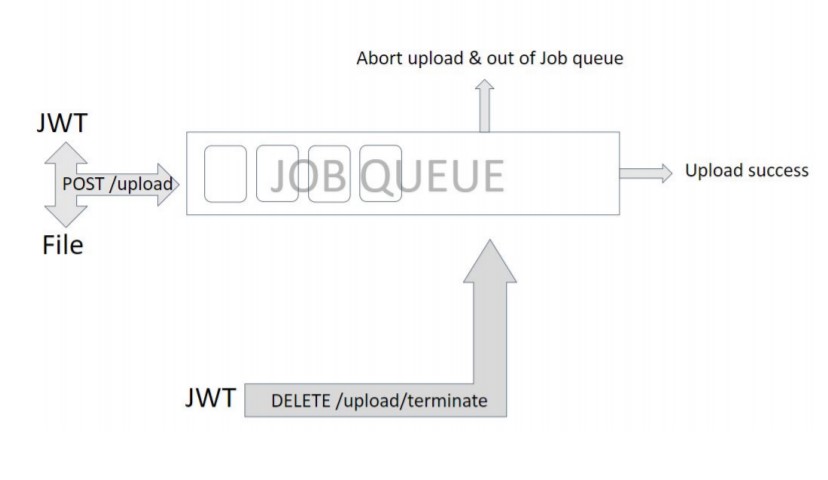 Abort upload & out of Job queue
JWT
POST /upload
File
JOB QUEUE
Upload success
JWT
DELETE /upload/terminate